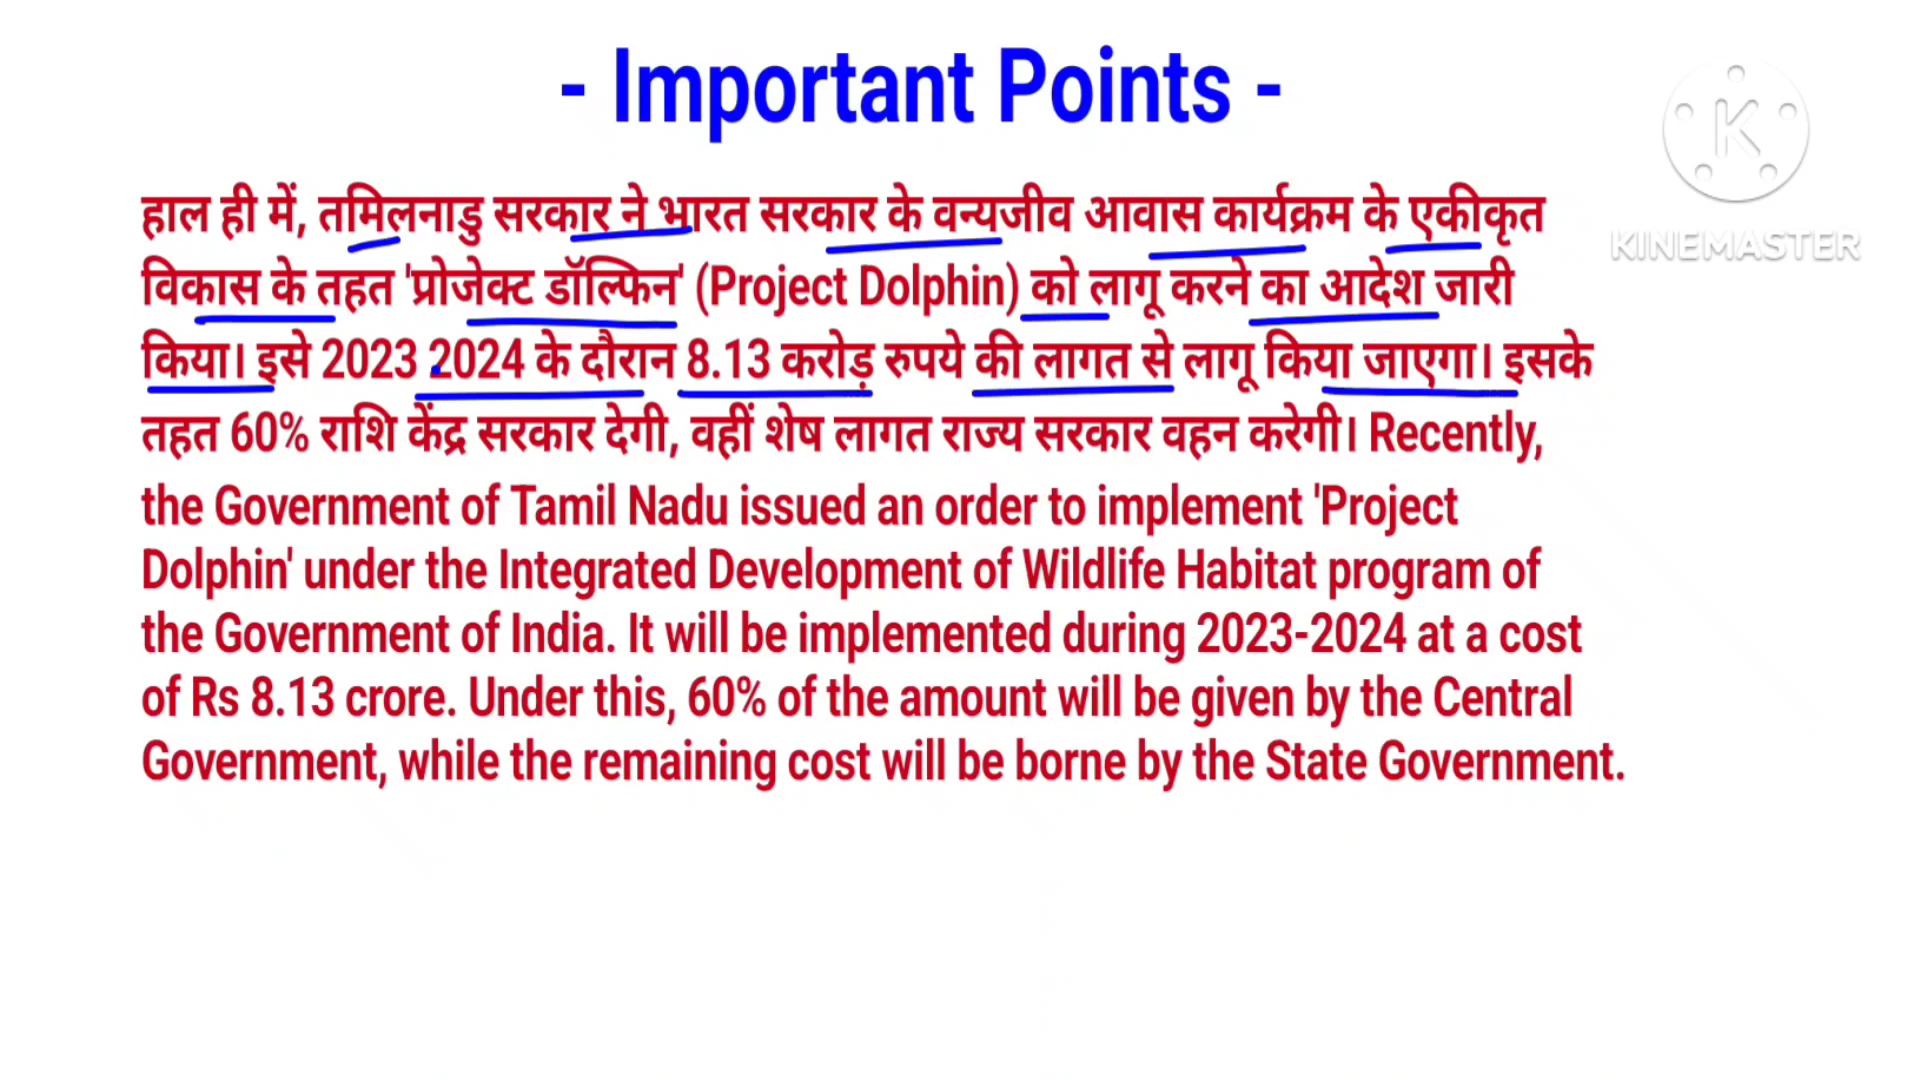 - Important Points -
K
KINEMASTER
हाल ही में, तमिलनाडु सरकार ने भारत सरकार के वन्यजीव आवास कार्यक्रम के एकीकृत
विकास के तहत 'प्रोजेक्ट डॉल्फिन' (Project Dolphin) को लागू करने का आदेश जारी
किया। इसे 2023 2024 के दौरान 8.13 करोड़ रुपये की लागत से लागू किया जाएगा। इसके
तहत 60% राशि केंद्र सरकार देगी, वहीं शेष लागत राज्य सरकार वहन करेगी। Recently,
the Government of Tamil Nadu issued an order to implement 'Project
Dolphin' under the Integrated Development of Wildlife Habitat program of
the Government of India. It will be implemented during 2023-2024 at a cost
of Rs 8.13 crore. Under this, 60% of the amount will be given by the Central
Government, while the remaining cost will be borne by the State Government.